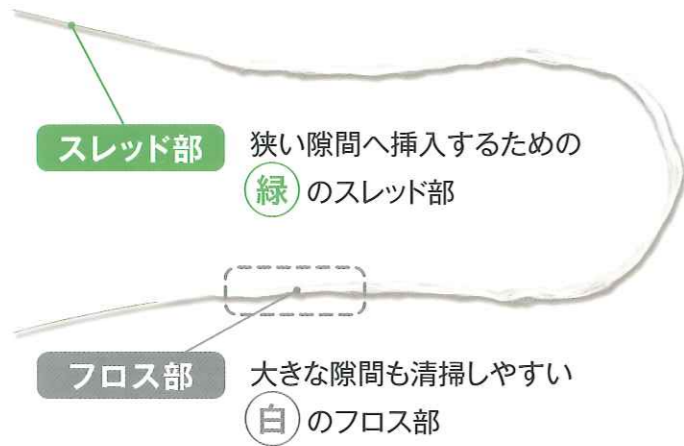 スレッド部
狭い隙間へ挿入するための
緑のスレッド部
フロス部
大きな隙間も清掃しやすい
白のフロス部